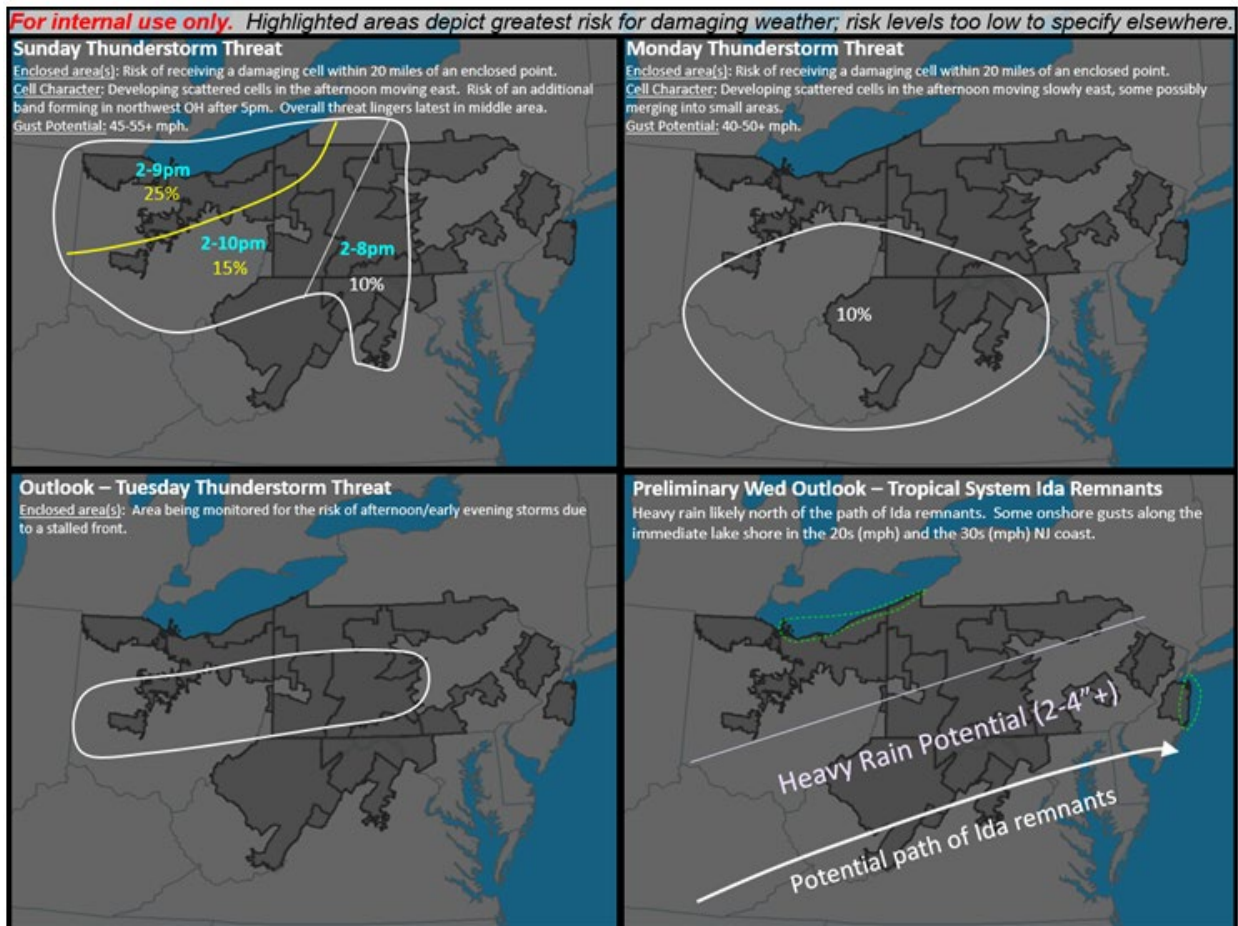 For internal use only. Highlighted areas depict greatest risk for damaging weather; risk levels too low to specify elsewhere.
Sunday Thunderstorm Threat
Enclosed area(s): Risk of receiving a damaging cell within 20 miles of an enclosed point.
Cell Character: Developing scattered cells in the afternoon moving east. Risk of an additional
band forming in northwest OH after 5pm. Overall threat lingers latest in middle area.
Gust Potential: 45-55+ mph.
2-9pm
25%
2-10pm
15%
2-8pm
10%
Monday Thunderstorm Threat
Enclosed area(s): Risk of receiving a damaging cell within 20 miles of an enclosed point.
Cell Character: Developing scattered cells in the afternoon moving slowly east, some possibly
merging into small areas.
Gust Potential: 40-50+ mph.
10%
Outlook – Tuesday Thunderstorm Threat
Enclosed area(s): Area being monitored for the risk of afternoon/early evening storms due
to a stalled front.
Preliminary Wed Outlook – Tropical System Ida Remnants
Heavy rain likely north of the path of Ida remnants. Some onshore gusts along the
immediate lake shore in the 20s (mph) and the 30s (mph) NJ coast.
Heavy Rain Potential (2-4”+)
Potential path of Ida remnants